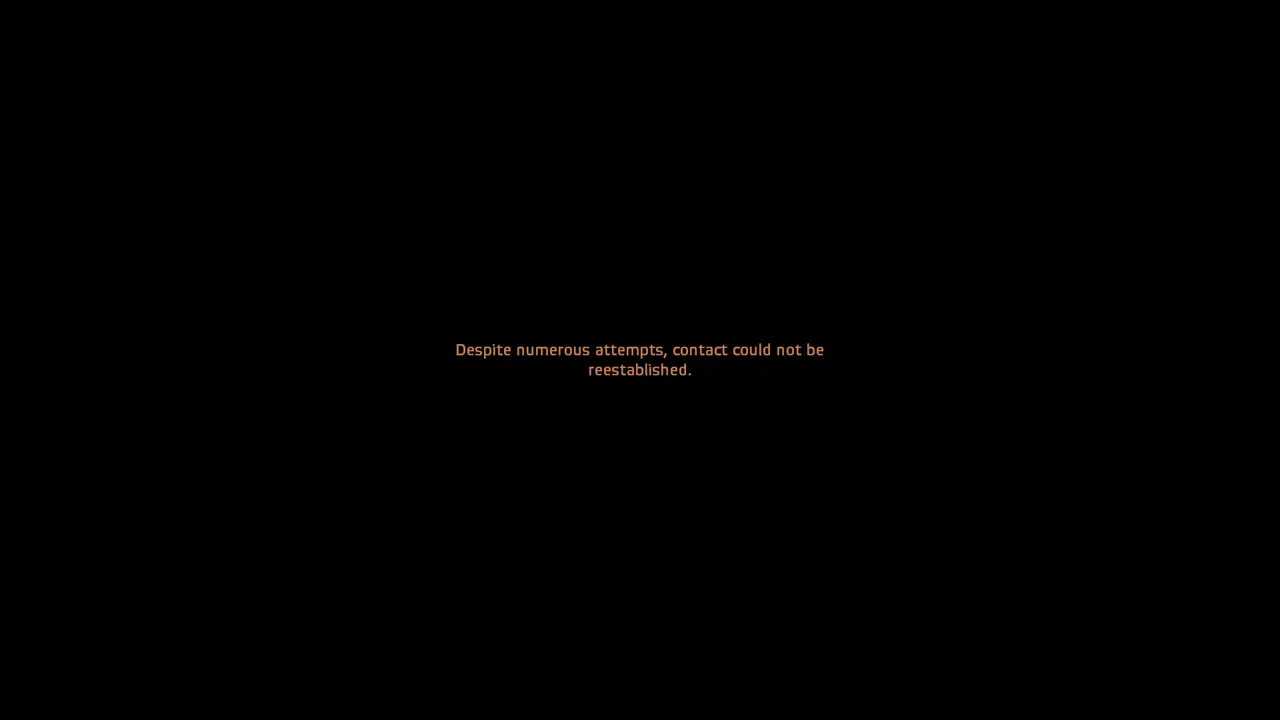 Despite numerous attempts, contact could not be
reestablished.